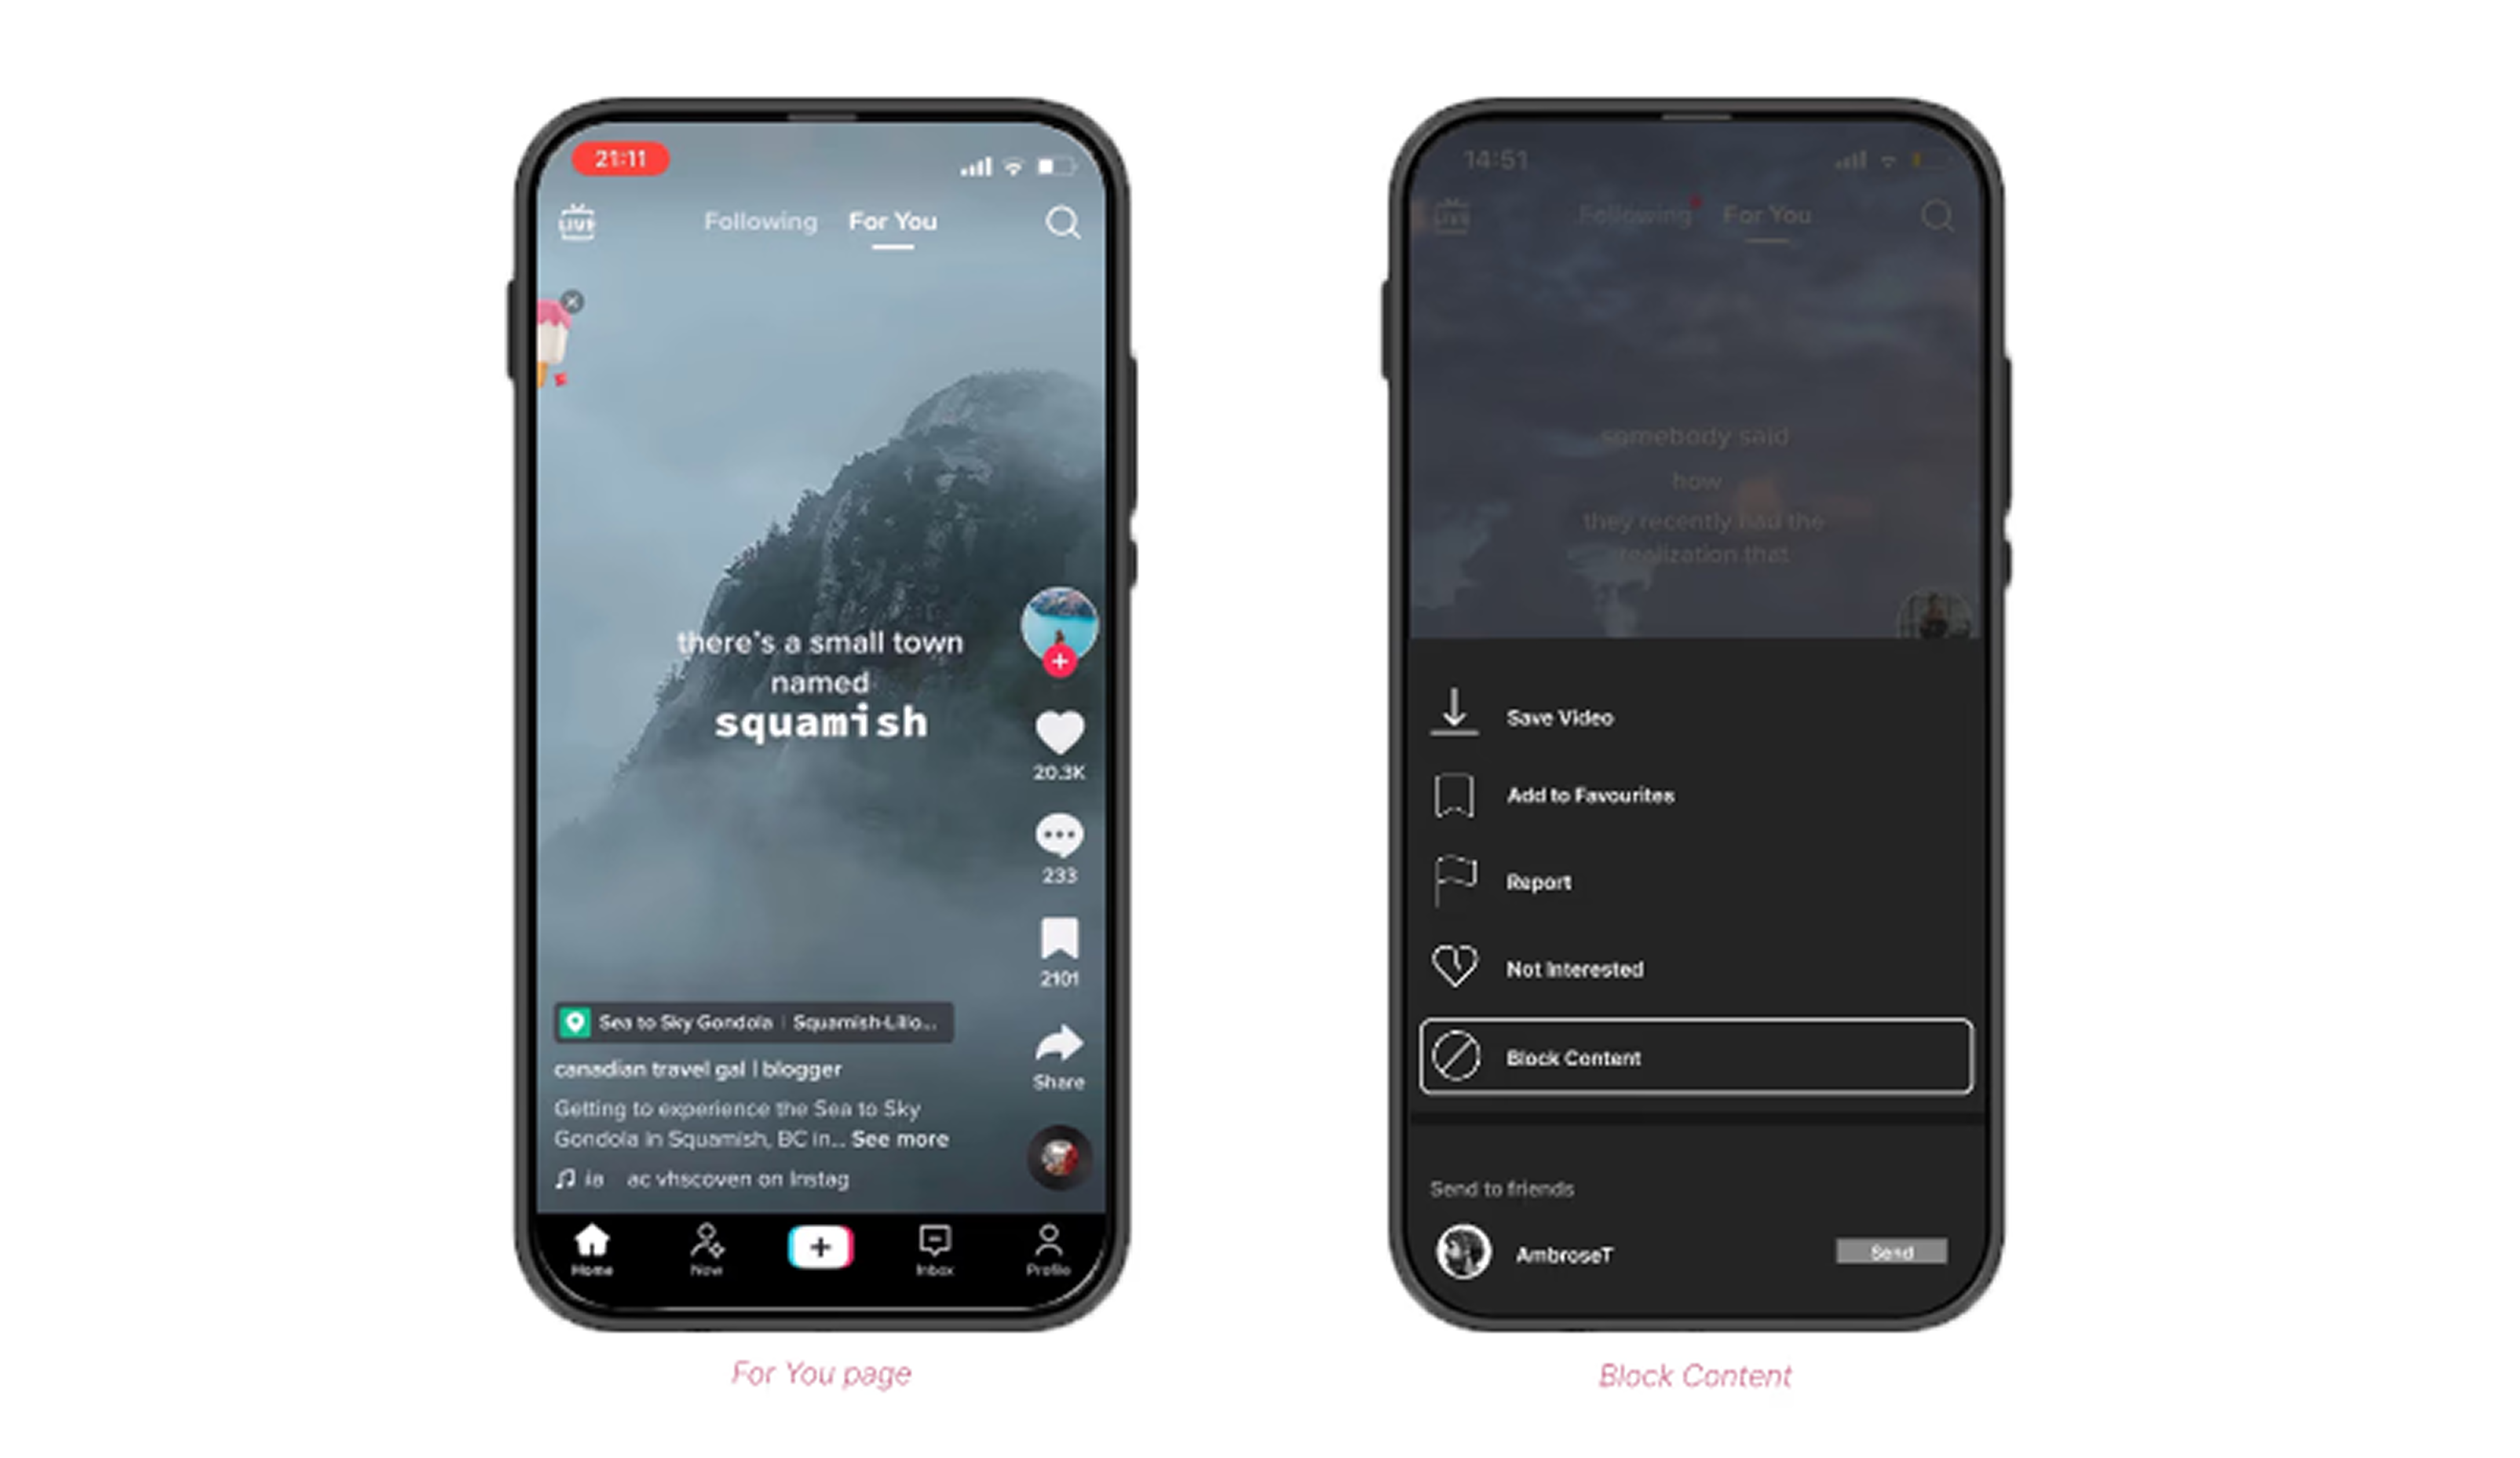 21:11
LIVE
Following For You
there's a small town
named
squamish
20.3K
233
2101
Share
Sea to Sky Gondola | Squamish-Lillo...
canadian travel gal | blogger
Getting to experience the Sea to Sky
Gondola in Squamish, BC in... See more
ia ac vhscoven on Instag
Home
Now
Inbox
Profile
For You page
14:51
LIVE
Following For You
somebody said
how
they recently had the
realization that
Save Video
Add to Favourites
Report
Not Interested
Block Content
Send to friends
AmbroseT
Send
Block Content